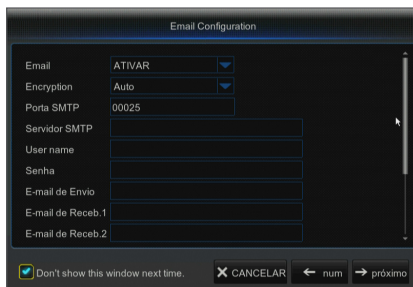 Email Configuration
Email ATIVAR
Encryption Auto
Porta SMTP 00025
Servidor SMTP
User name
Senha
E-mail de Envio
E-mail de Receb.1
E-mail de Receb.2
Don't show this window next time. CANCELAR num próximo